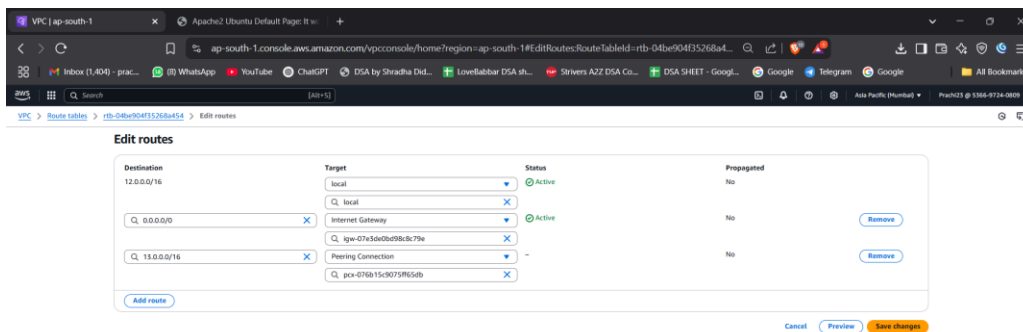 VPC | ap-south-1
Apache2 Ubuntu Default Page: It w
ap-south-1.console.aws.amazon.com/vpcconsole/home?region=ap-south-1#EditRoutes:RouteTableId=rtb-04be904f35268a4...
Inbox (1,404) - prac... (8) WhatsApp YouTube ChatGPT DSA by Shradha Did... LoveBabbar DSA sh... Strivers A2Z DSA Co... DSA SHEET - Googl... Google Telegram Google All Bookmark
aws Search [Alt+S] Asia Pacific (Mumbai) Prachi23 @ 5366-9724-0809
VPC > Route tables > rtb-04be904f35268a454 > Edit routes
Edit routes
Destination Target Status Propagated
12.0.0.0/16 local Active No
local
0.0.0.0/0 Internet Gateway Active No Remove
igw-07e3de0bd98c8c79e
13.0.0.0/16 Peering Connection – No Remove
pcx-076b15c9075ff65db
Add route
Cancel Preview Save changes